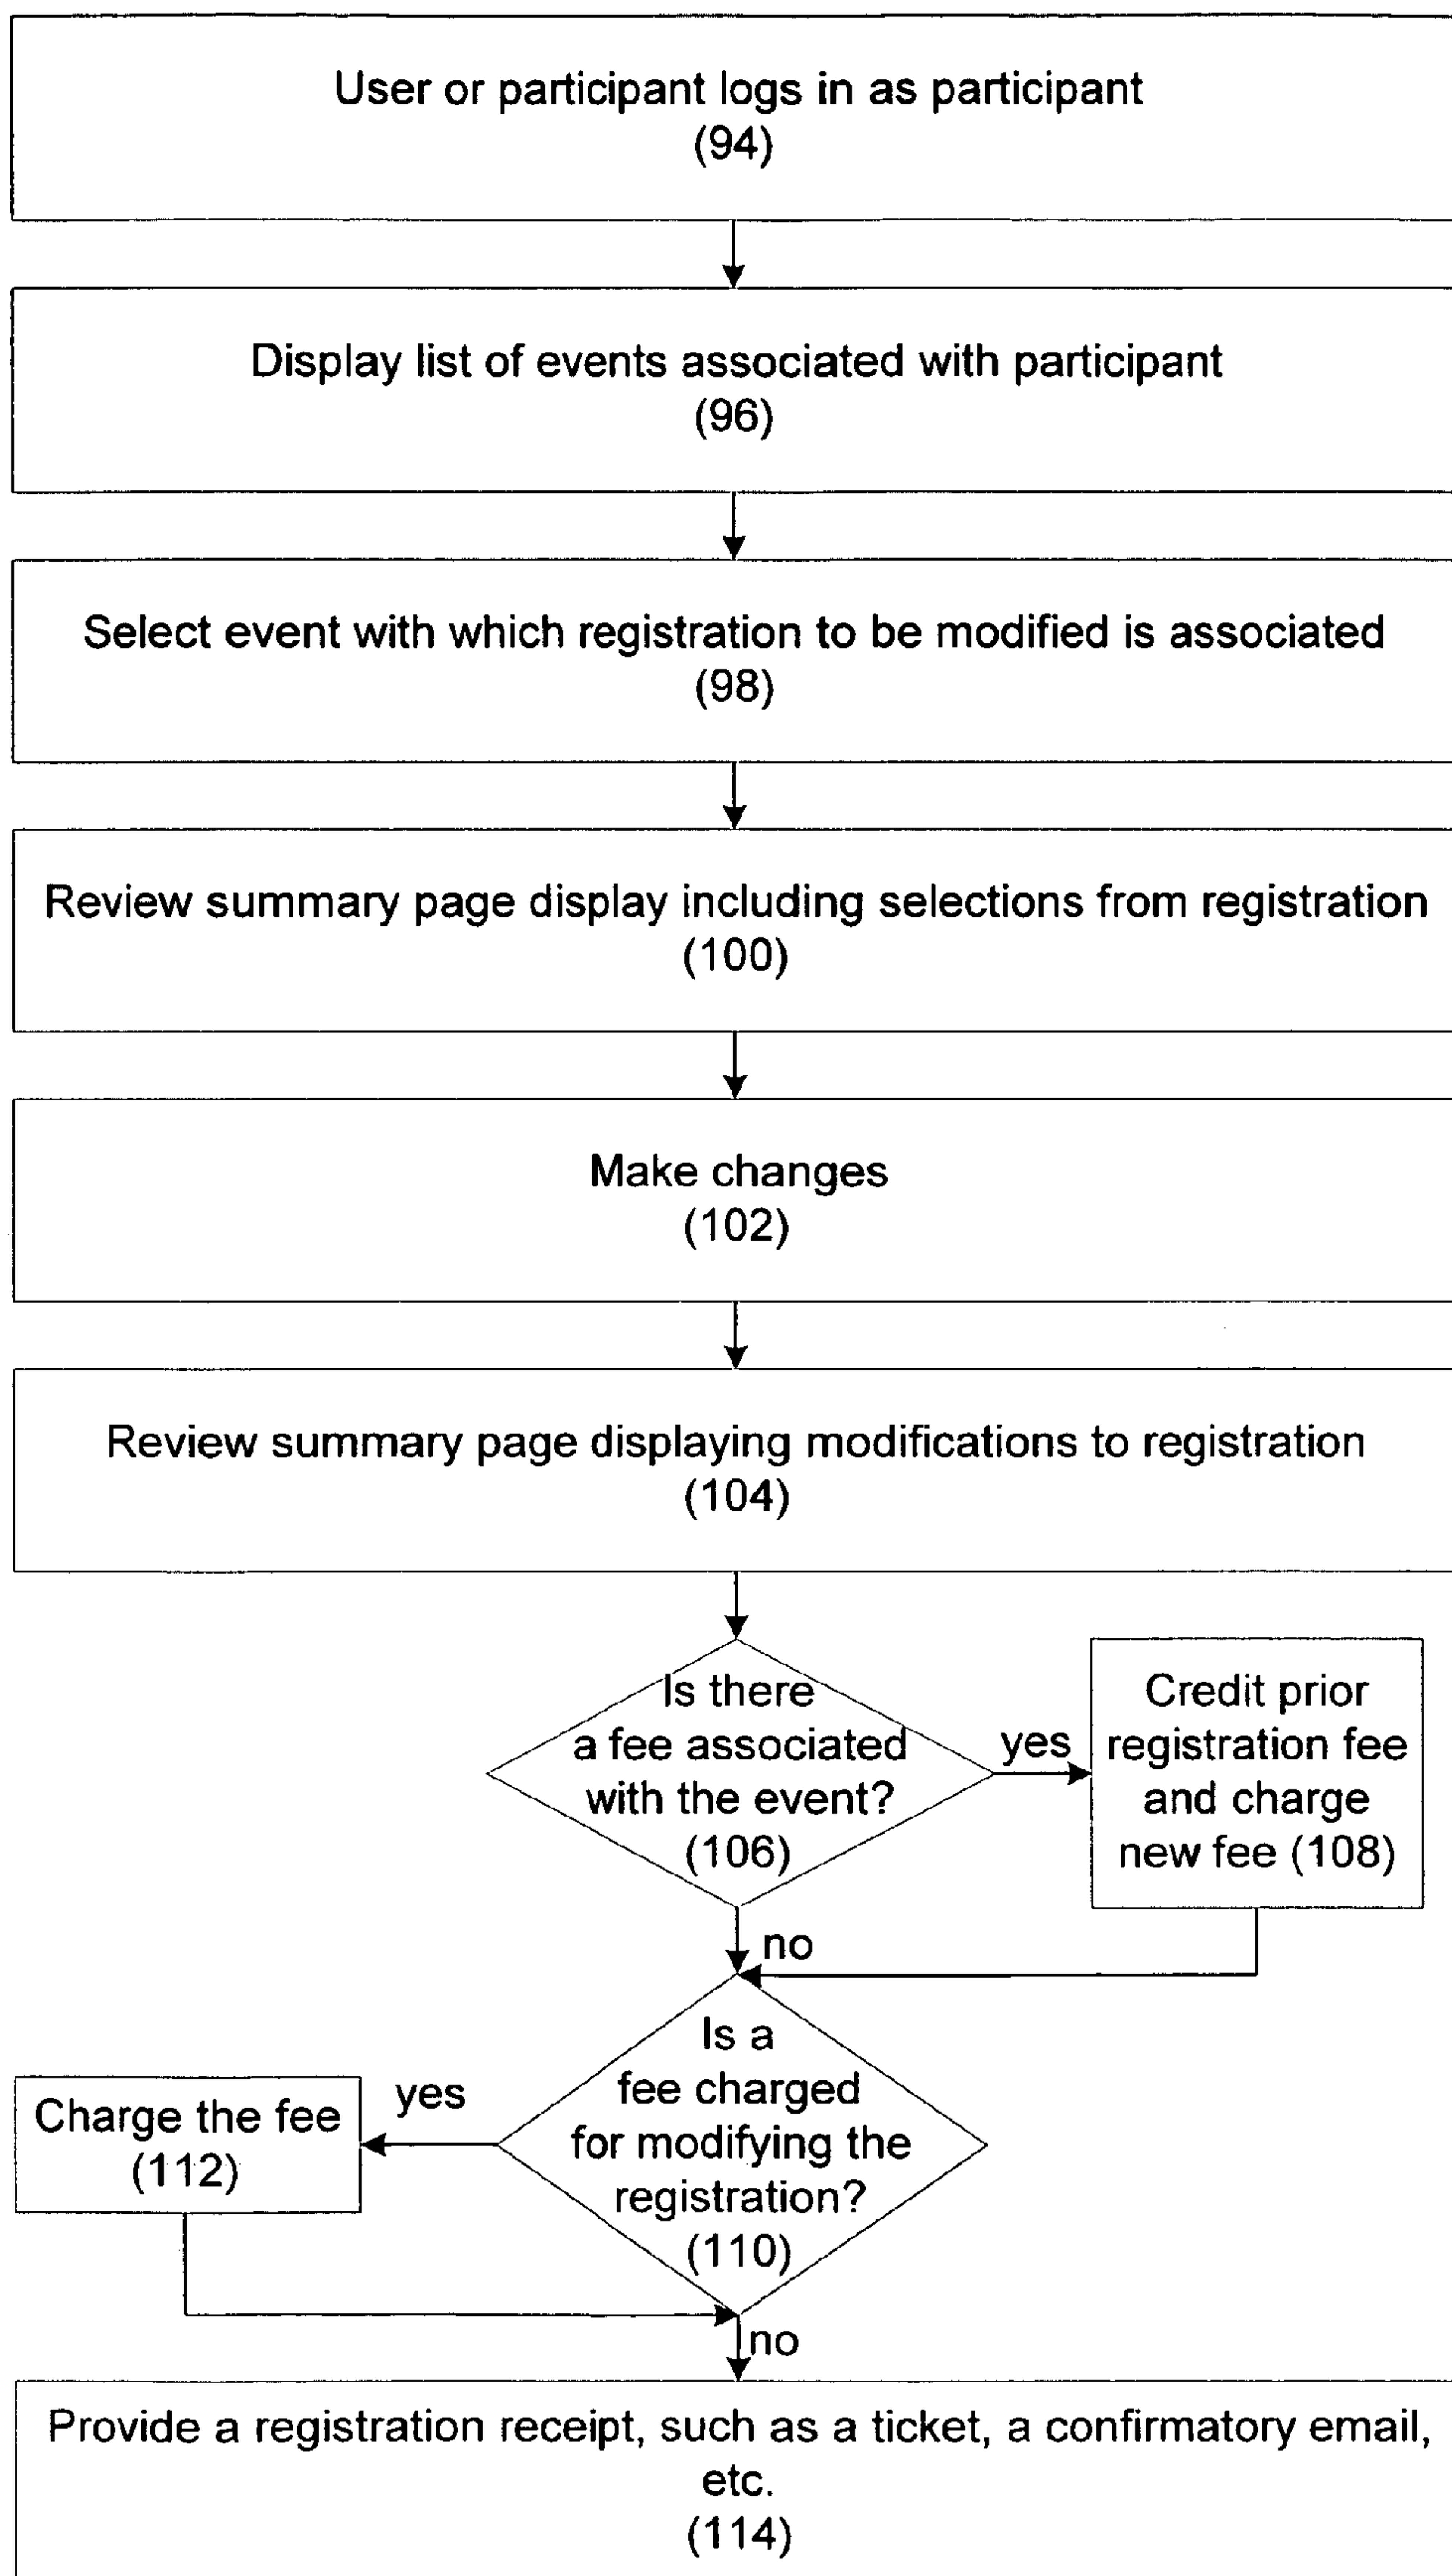 User or participant logs in as participant
(94)
Display list of events associated with participant
(96)
Select event with which registration to be modified is associated
(98)
Review summary page display including selections from registration
(100)
Make changes
(102)
Review summary page displaying modifications to registration
(104)
Is there
a fee associated
with the event?
(106)
yes
Credit prior
registration fee
and charge
new fee (108)
no
Is a
fee charged
for modifying the
registration?
(110)
yes
Charge the fee
(112)
no
Provide a registration receipt, such as a ticket, a confirmatory email,
etc.
(114)